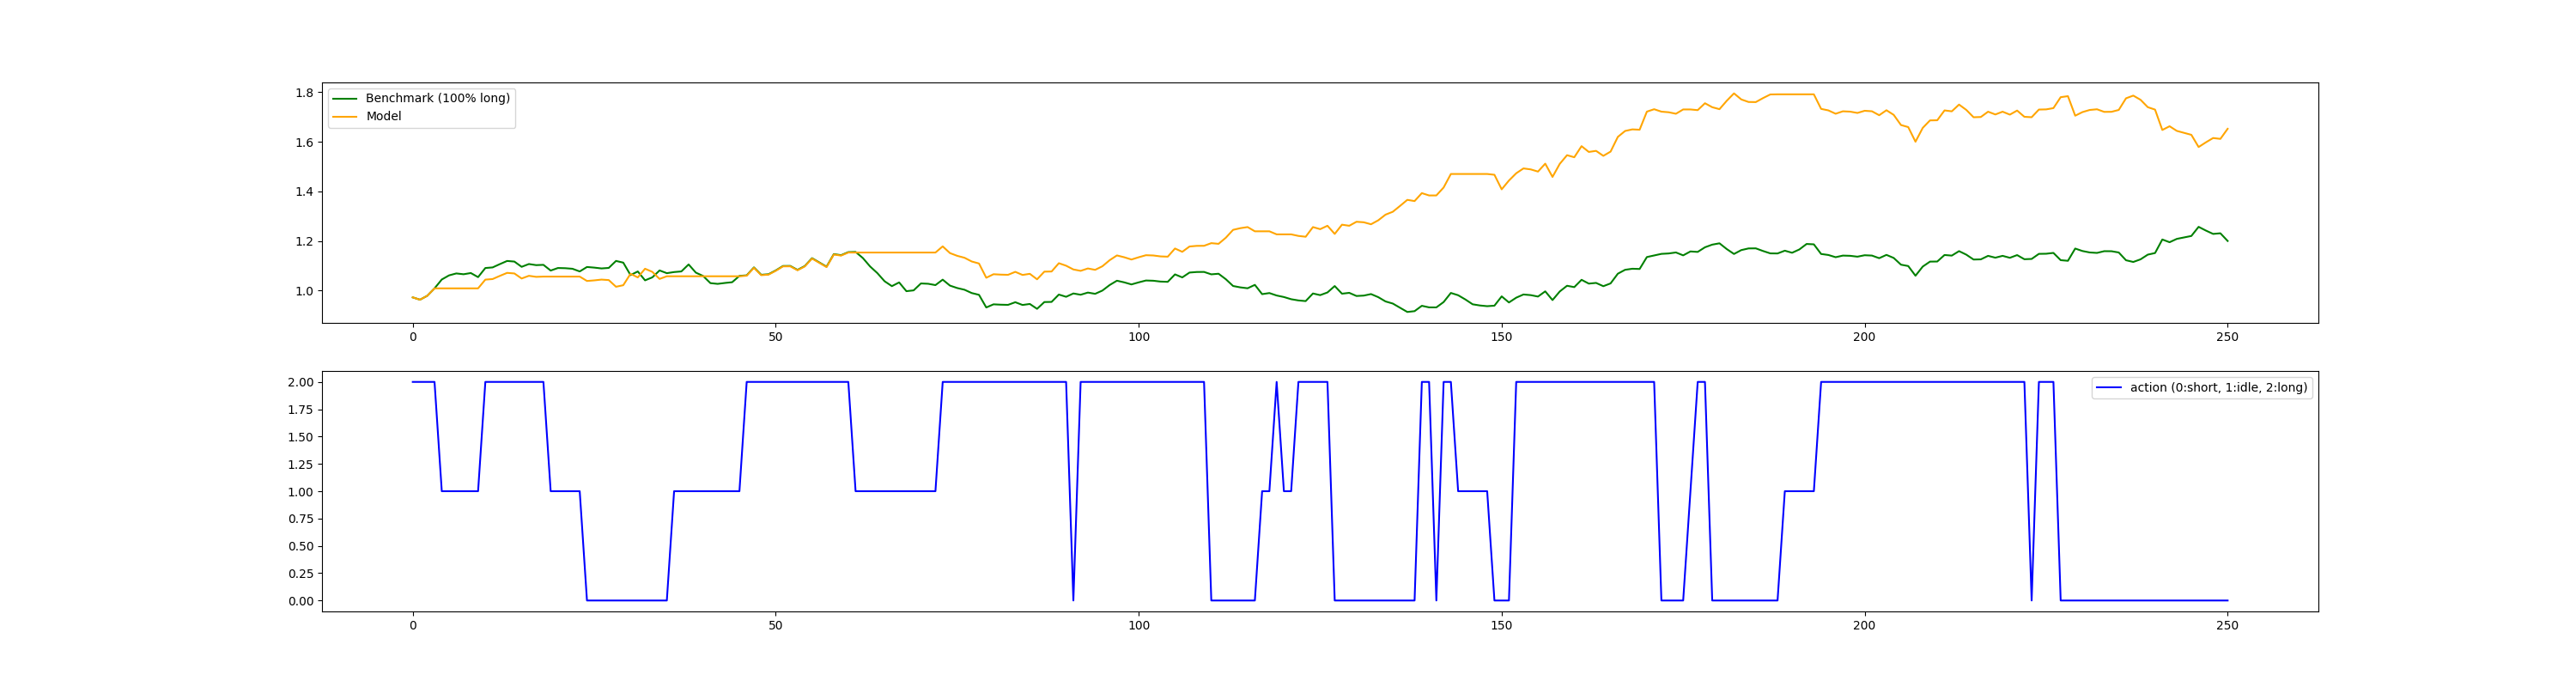 1.8
1.6
1.4
1.2
1.0
Benchmark (100% long)
Model
0 50 100 150 200 250
2.00
1.75
1.50
1.25
1.00
0.75
0.50
0.25
0.00
action (0:short, 1:idle, 2:long)
0 50 100 150 200 250